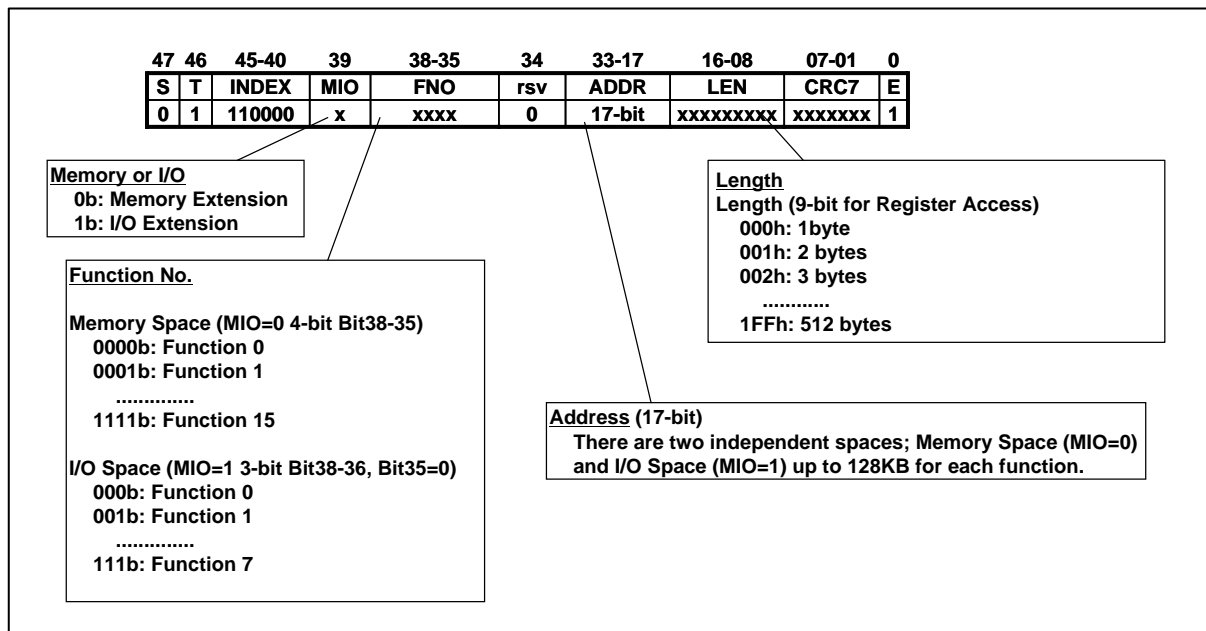 47 46 45-40 39 38-35 34 33-17 16-08 07-01 0
S T INDEX MIO FNO rsv ADDR LEN CRC7 E
0 1 110000 x xxxx 0 17-bit xxxxxxxxx xxxxxxx 1
Memory or I/O
0b: Memory Extension
1b: I/O Extension
Function No.
Memory Space (MIO=0 4-bit Bit38-35)
0000b: Function 0
0001b: Function 1
..............
1111b: Function 15
I/O Space (MIO=1 3-bit Bit38-36, Bit35=0)
000b: Function 0
001b: Function 1
..............
111b: Function 7
Length
Length (9-bit for Register Access)
000h: 1byte
001h: 2 bytes
002h: 3 bytes
............
1FFh: 512 bytes
Address (17-bit)
There are two independent spaces; Memory Space (MIO=0)
and I/O Space (MIO=1) up to 128KB for each function.